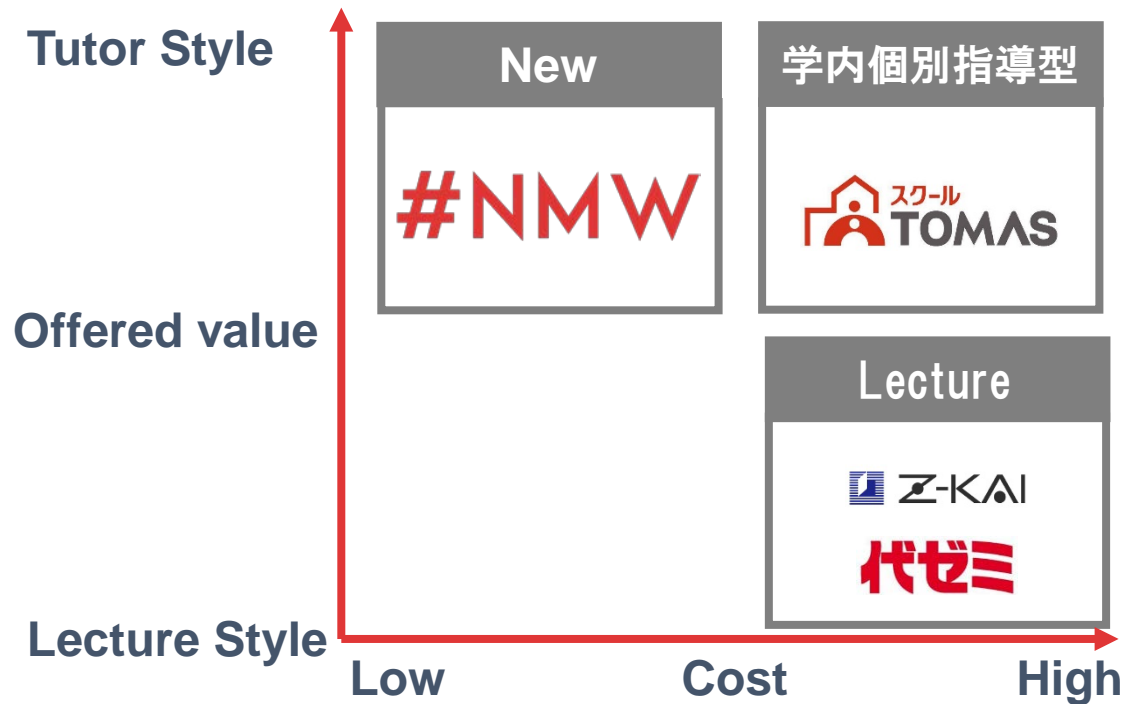 Tutor Style
New
学内個別指導型
#NMW
スクール
TOMAS
Offered value
Lecture
Z-KAI
代ゼミ
Lecture Style
Low
Cost
High